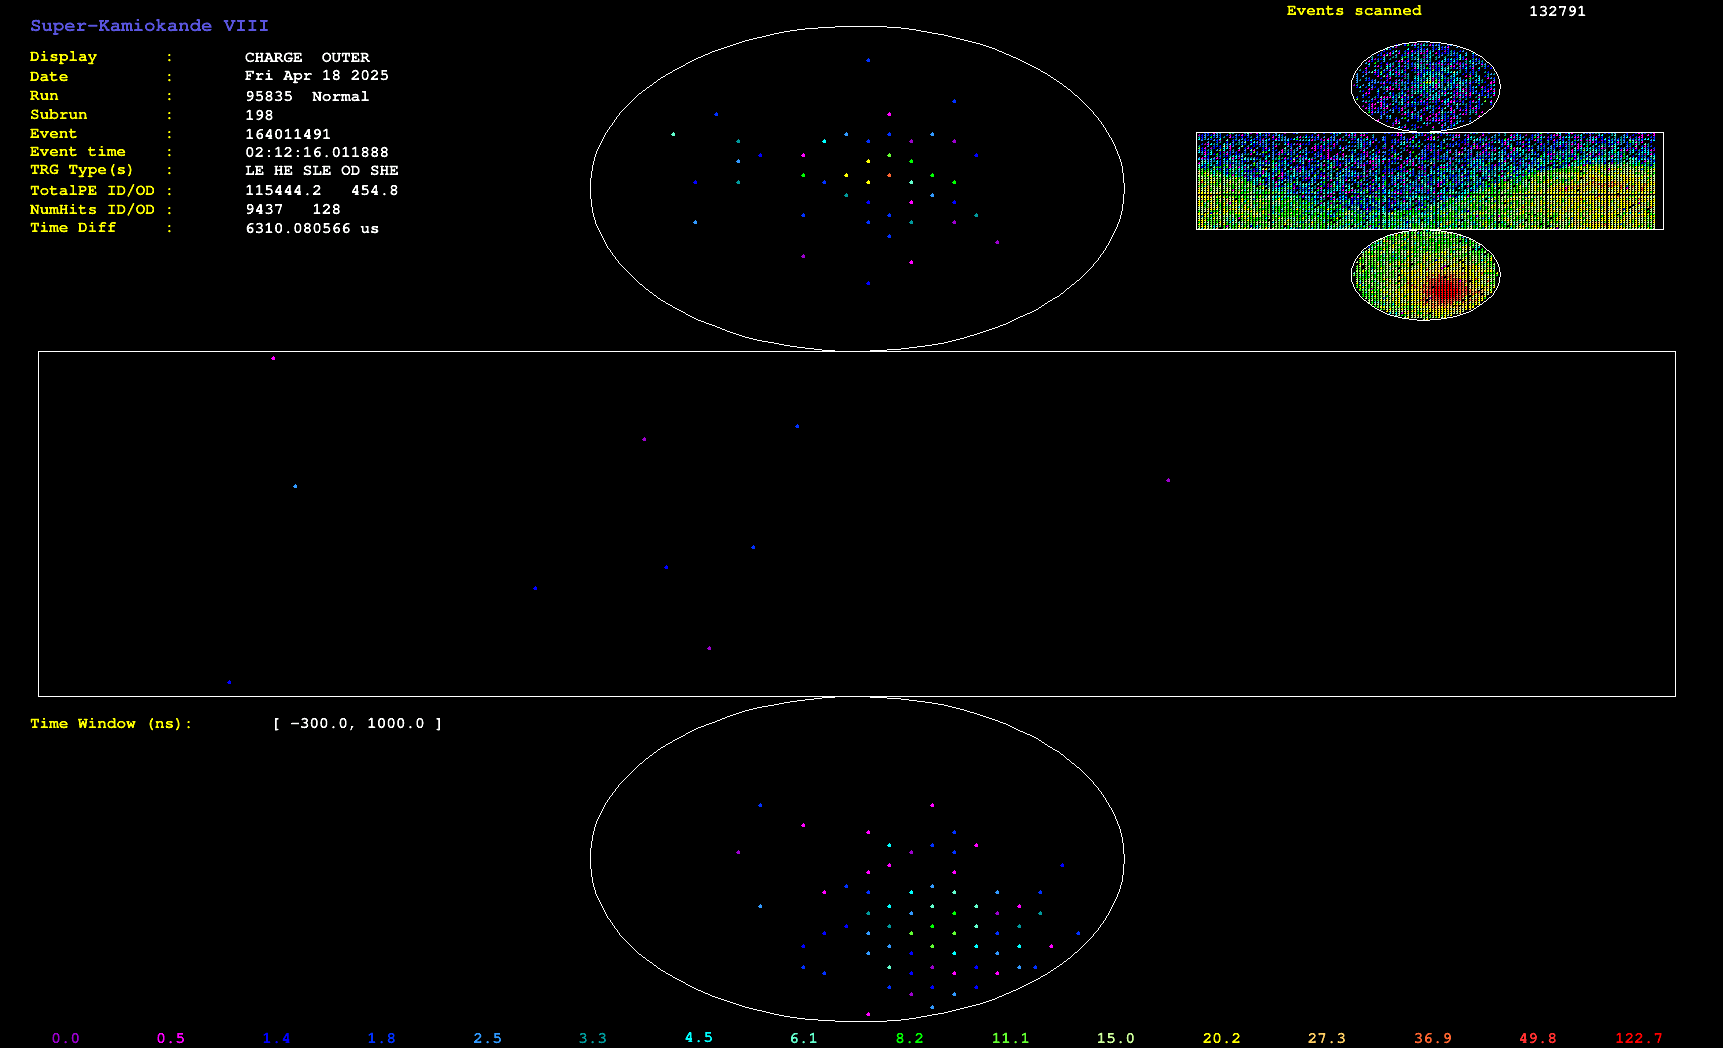 Super-Kamiokande VIII
Events scanned 132791
Display : CHARGE OUTER
Date : Fri Apr 18 2025
Run : 95835 Normal
Subrun : 198
Event : 164011491
Event time : 02:12:16.011888
TRG Type(s) : LE HE SLE OD SHE
TotalPE ID/OD : 115444.2 454.8
NumHits ID/OD : 9437 128
Time Diff : 6310.080566 us
Time Window (ns): [ -300.0, 1000.0 ]
0.0 0.5 1.4 1.8 2.5 3.3 4.5 6.1 8.2 11.1 15.0 20.2 27.3 36.9 49.8 122.7